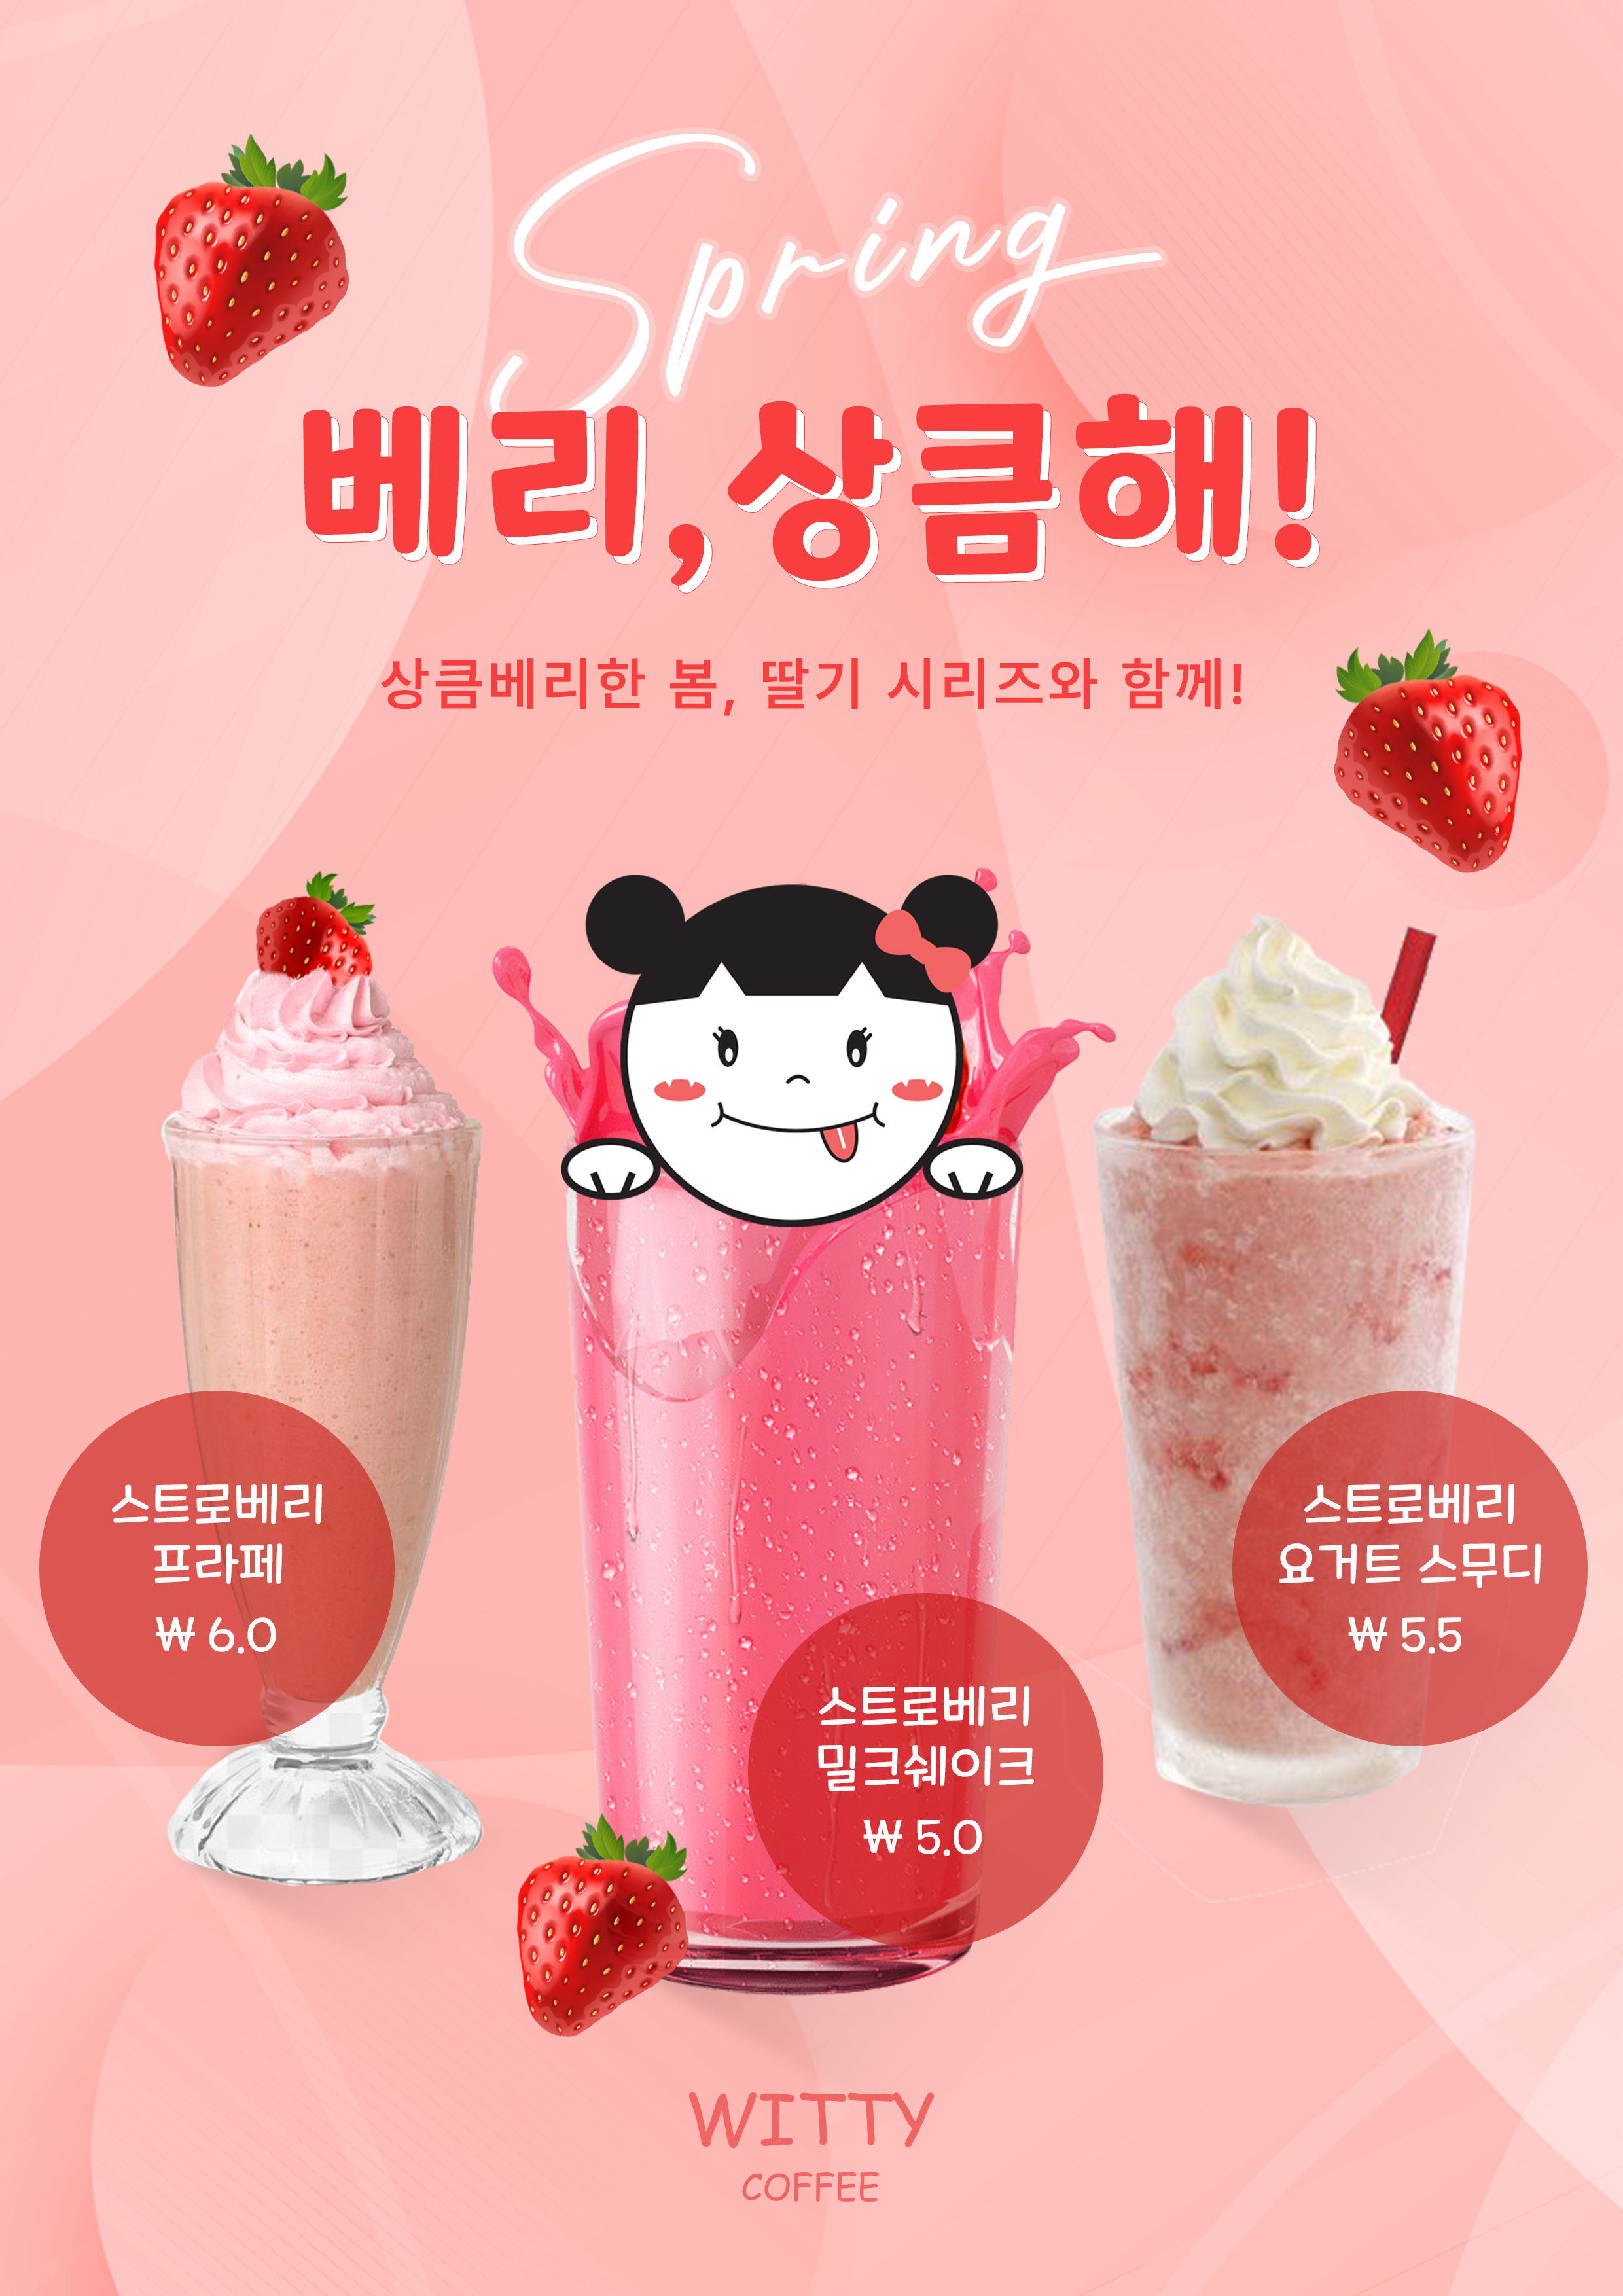 Spring
베리,상큼해!
상큼베리한 봄, 딸기 시리즈와 함께!
스트로베리
프라페
₩ 6.0
스트로베리
밀크쉐이크
₩ 5.0
스트로베리
요거트 스무디
₩ 5.5
WITTY
COFFEE